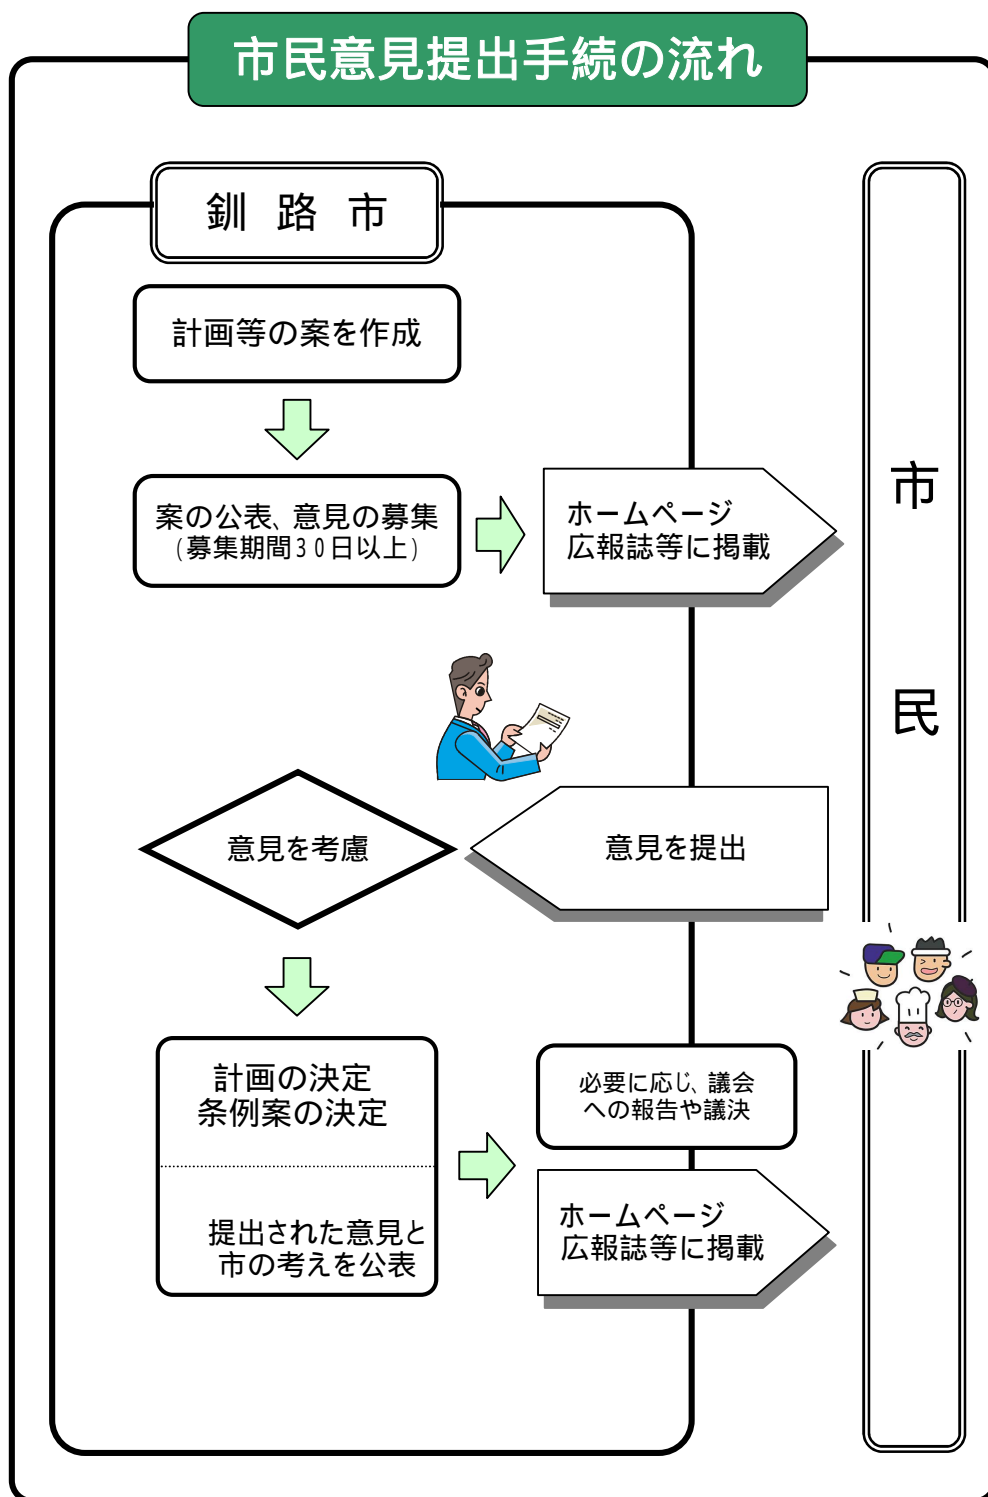 市民意見提出手続の流れ
釧路市
計画等の案を作成
案の公表、意見の募集
(募集期間30日以上)
ホームページ
広報誌等に掲載
市民
意見を提出
意見を考慮
計画の決定
条例案の決定
提出された意見と
市の考えを公表
必要に応じ、議会
への報告や議決
ホームページ
広報誌等に掲載